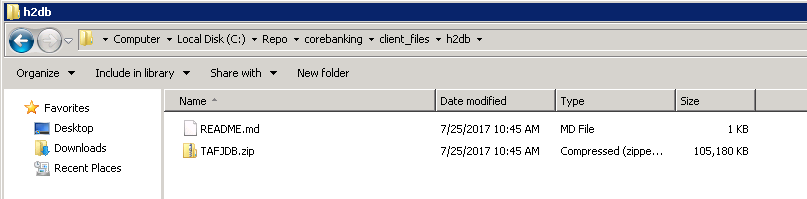 h2db
Computer Local Disk (C:) Repo corebanking client_files h2db
Organize Include in library Share with New folder
Favorites
Desktop
Downloads
Recent Places
Name Date modified Type Size
README.md 7/25/2017 10:45 AM MD File 1 KB
TAFJDB.zip 7/25/2017 10:45 AM Compressed (zippe... 105,180 KB